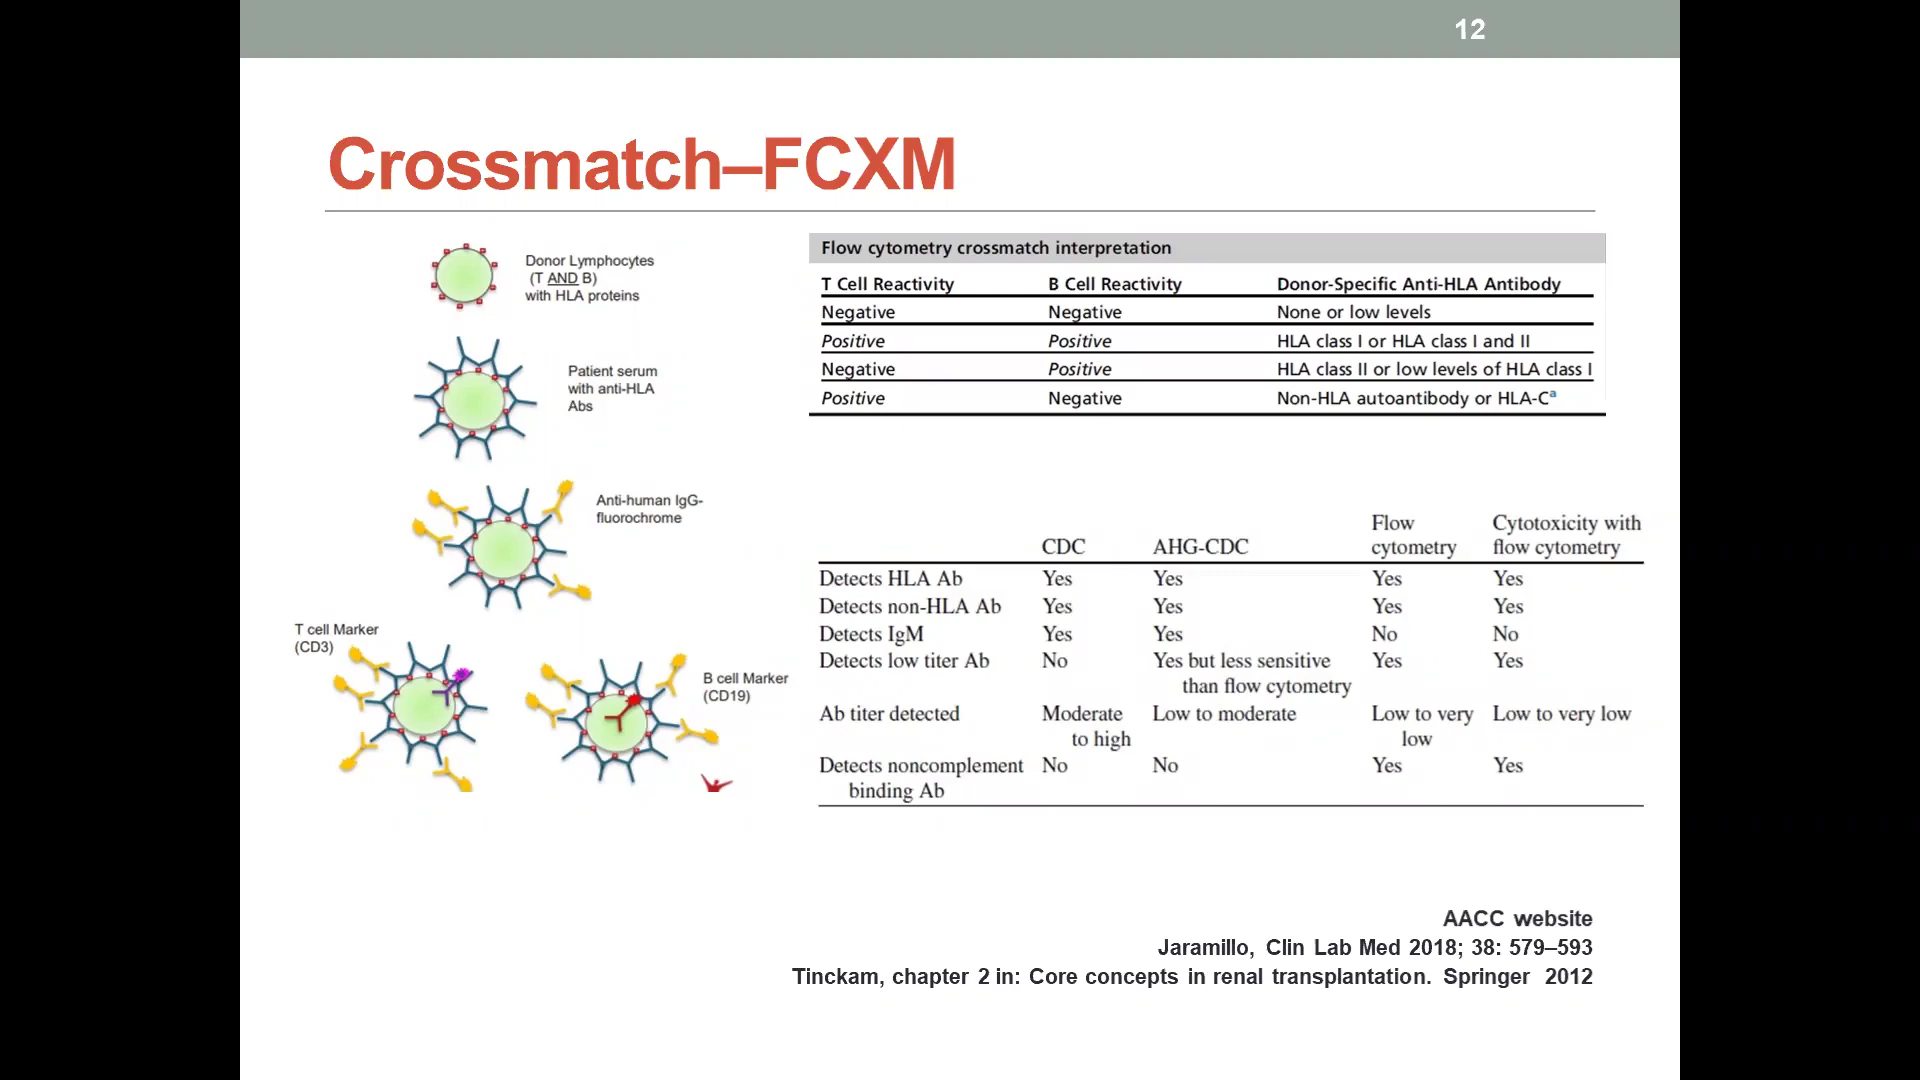 12
Crossmatch–FCXM
Donor Lymphocytes
(T AND B)
with HLA proteins
Patient serum
with anti-HLA
Abs
Anti-human IgG-
fluorochrome
T cell Marker
(CD3)
B cell Marker
(CD19)
Flow cytometry crossmatch interpretation
T Cell Reactivity B Cell Reactivity Donor-Specific Anti-HLA Antibody
Negative Negative None or low levels
Positive Positive HLA class I or HLA class I and II
Negative Positive HLA class II or low levels of HLA class I
Positive Negative Non-HLA autoantibody or HLA-Cª
Flow Cytotoxicity with
CDC AHG-CDC cytometry flow cytometry
Detects HLA Ab Yes Yes Yes Yes
Detects non-HLA Ab Yes Yes Yes Yes
Detects IgM Yes Yes No No
Detects low titer Ab No Yes but less sensitive Yes Yes
than flow cytometry
Ab titer detected Moderate Low to moderate Low to very Low to very low
to high low
Detects noncomplement No No Yes Yes
binding Ab
AACC website
Jaramillo, Clin Lab Med 2018; 38: 579–593
Tinckam, chapter 2 in: Core concepts in renal transplantation. Springer 2012